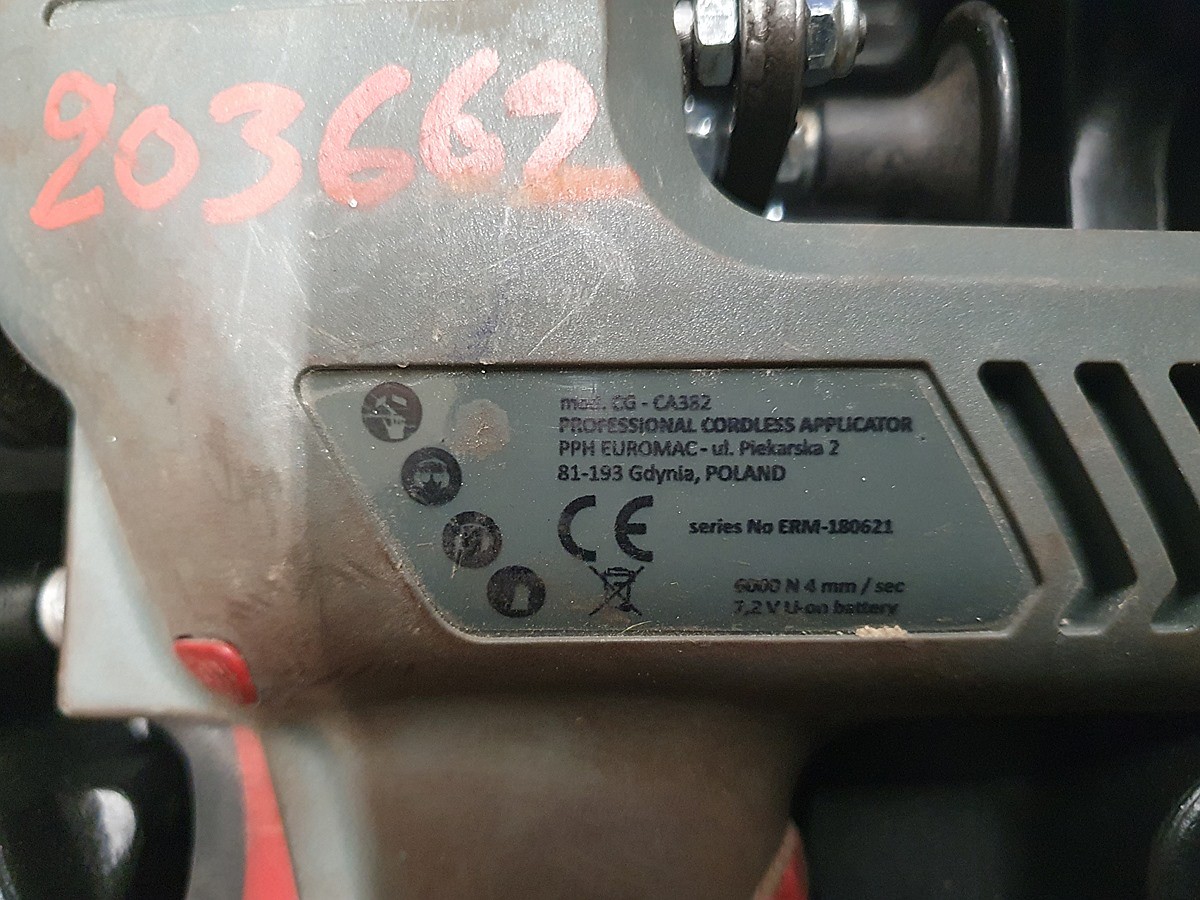 203662
mod. CG - CA382
PROFESSIONAL CORDLESS APPLICATOR
PPH EUROMAC - ul. Piekarska 2
81-193 Gdynia, POLAND
CE
series No ERM-180621
6000 N 4 mm / sec
7,2 V Li-on battery